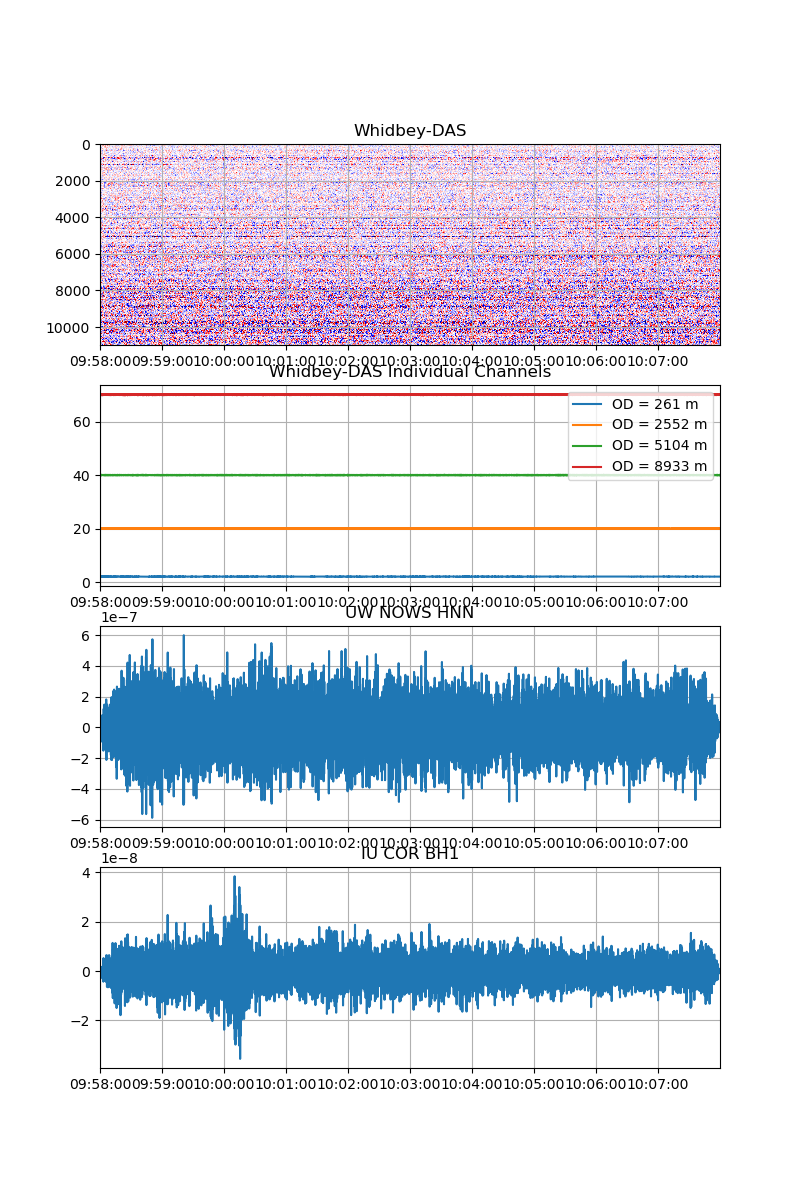 Whidbey-DAS
0
2000
4000
6000
8000
10000
09:58:00 09:59:00 10:00:00 10:01:00 10:02:00 10:03:00 10:04:00 10:05:00 10:06:00 10:07:00
Whidbey-DAS Individual Channels
60
40
20
0
OD = 261 m
OD = 2552 m
OD = 5104 m
OD = 8933 m
09:58:00 09:59:00 10:00:00 10:01:00 10:02:00 10:03:00 10:04:00 10:05:00 10:06:00 10:07:00
1e−7
UW NOWS HNN
6
4
2
0
−2
−4
−6
09:58:00 09:59:00 10:00:00 10:01:00 10:02:00 10:03:00 10:04:00 10:05:00 10:06:00 10:07:00
1e−8
IU COR BH1
4
2
0
−2
09:58:00 09:59:00 10:00:00 10:01:00 10:02:00 10:03:00 10:04:00 10:05:00 10:06:00 10:07:00